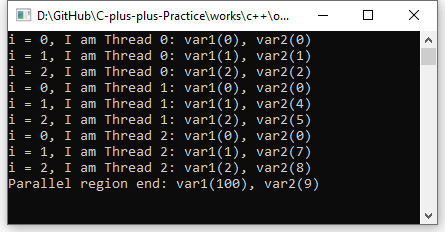 D:\GitHub\C-plus-plus-Practice\works\c++\o...
i = 0, I am Thread 0: var1(0), var2(0)
i = 1, I am Thread 0: var1(1), var2(1)
i = 2, I am Thread 0: var1(2), var2(2)
i = 0, I am Thread 1: var1(0), var2(0)
i = 1, I am Thread 1: var1(1), var2(4)
i = 2, I am Thread 1: var1(2), var2(5)
i = 0, I am Thread 2: var1(0), var2(0)
i = 1, I am Thread 2: var1(1), var2(7)
i = 2, I am Thread 2: var1(2), var2(8)
Parallel region end: var1(100), var2(9)